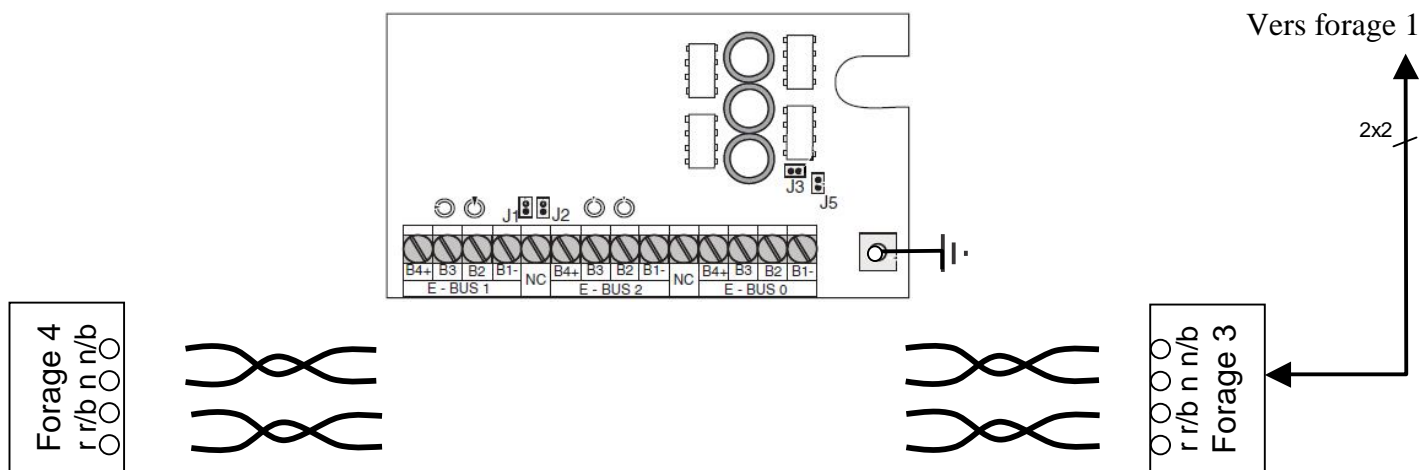 Vers forage 1
2x2
J3
J5
J1 J2
B4+ B3 B2 B1- NC B4+ B3 B2 B1- NC B4+ B3 B2 B1-
E - BUS 1 E - BUS 2 E - BUS 0
Forage 4
r r/b n n/b
r r/b n n/b
Forage 3